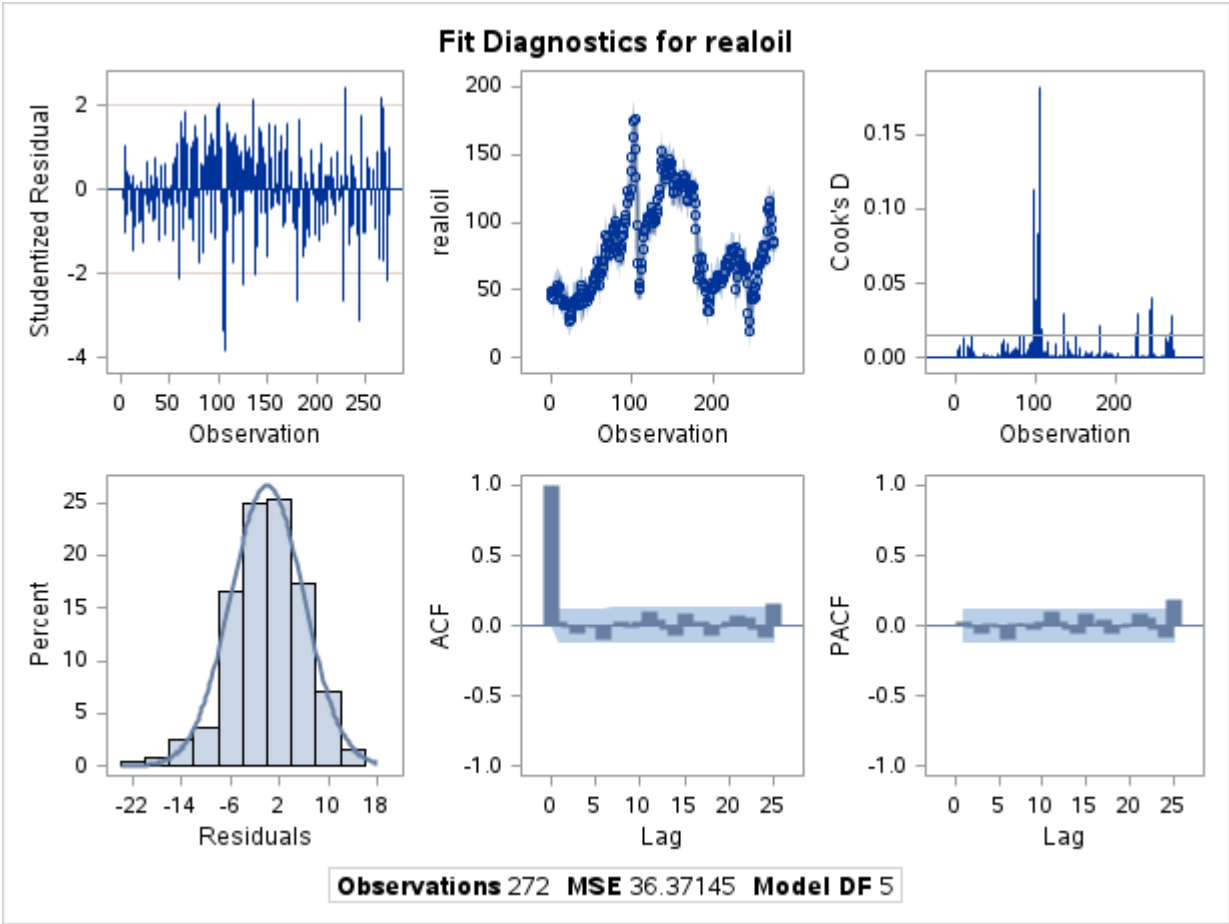 Fit Diagnostics for realoil
2
0
-2
-4
Studentized Residual
0 50 100 150 200 250
Observation
200
150
100
50
0
realoil
0 100 200
Observation
0.15
0.10
0.05
0.00
Cook's D
0 100 200
Observation
25
20
15
10
5
0
Percent
-22 -14 -6 2 10 18
Residuals
1.0
0.5
0.0
-0.5
-1.0
ACF
0 5 10 15 20 25
Lag
1.0
0.5
0.0
-0.5
-1.0
PACF
0 5 10 15 20 25
Lag
Observations 272 MSE 36.37145 Model DF 5